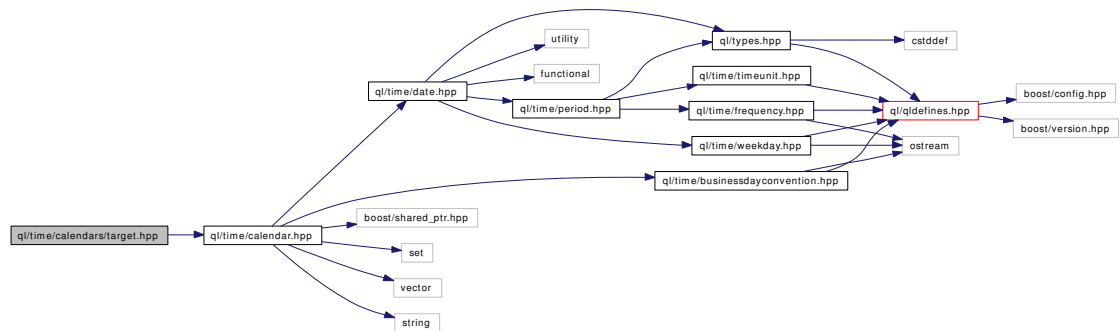 ql/types.hpp
cstddef
utility
functional
ql/time/timeunit.hpp
ql/time/date.hpp
boost/config.hpp
ql/time/period.hpp
ql/time/frequency.hpp
ql/qldefines.hpp
boost/version.hpp
ql/time/weekday.hpp
ostream
ql/time/businessdayconvention.hpp
boost/shared_ptr.hpp
ql/time/calendars/target.hpp
ql/time/calendar.hpp
set
vector
string